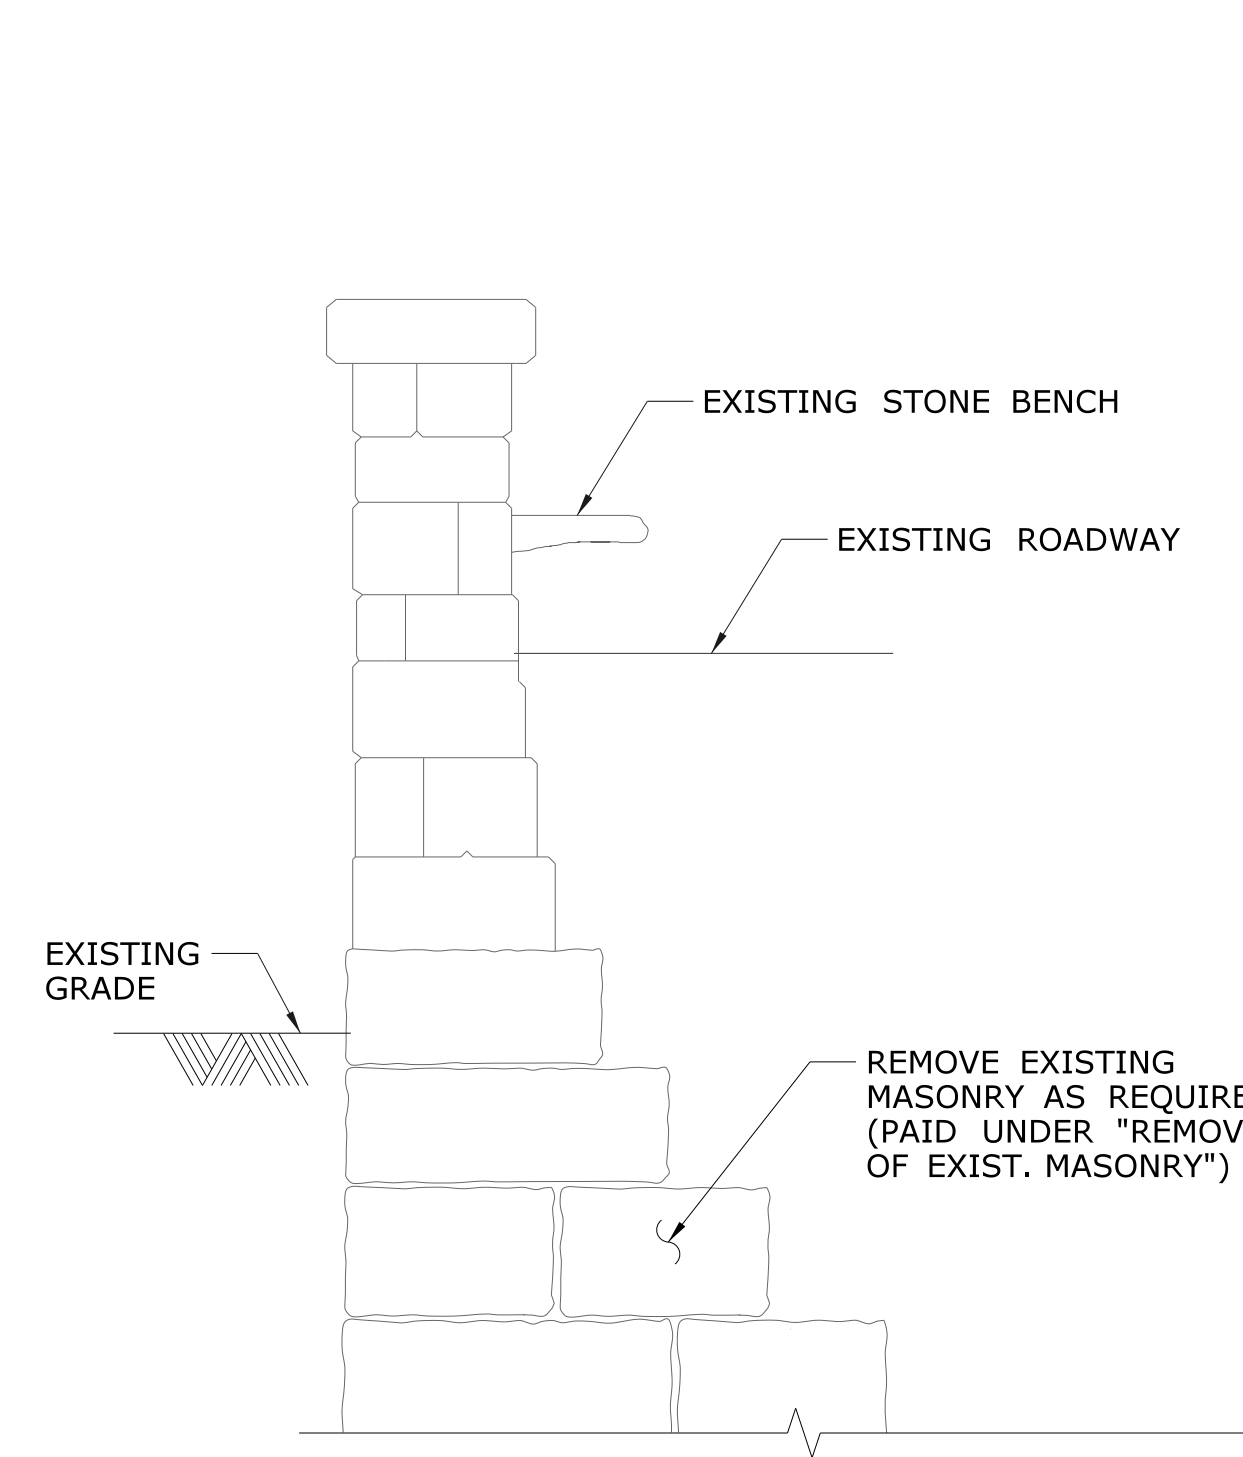 EXISTING STONE BENCH
EXISTING ROADWAY
EXISTING
GRADE
REMOVE EXISTING
MASONRY AS
(PAID UNDER
OF EXIST. MASONRY")